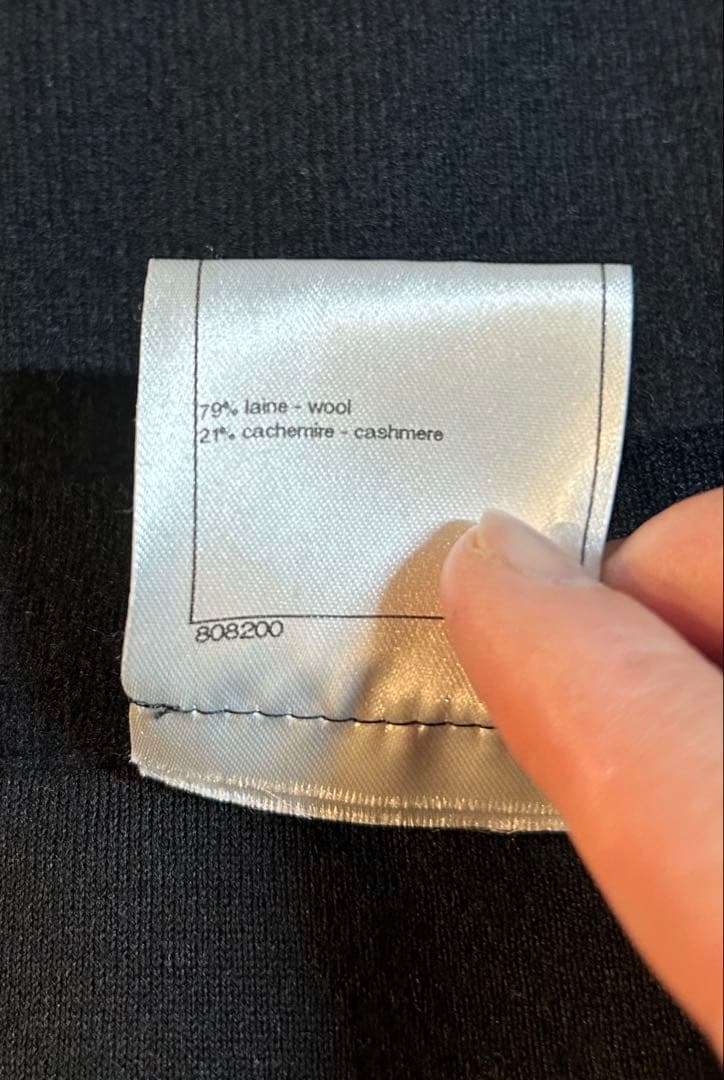 79% laine - wool
21% cachemire - cashmere
808200